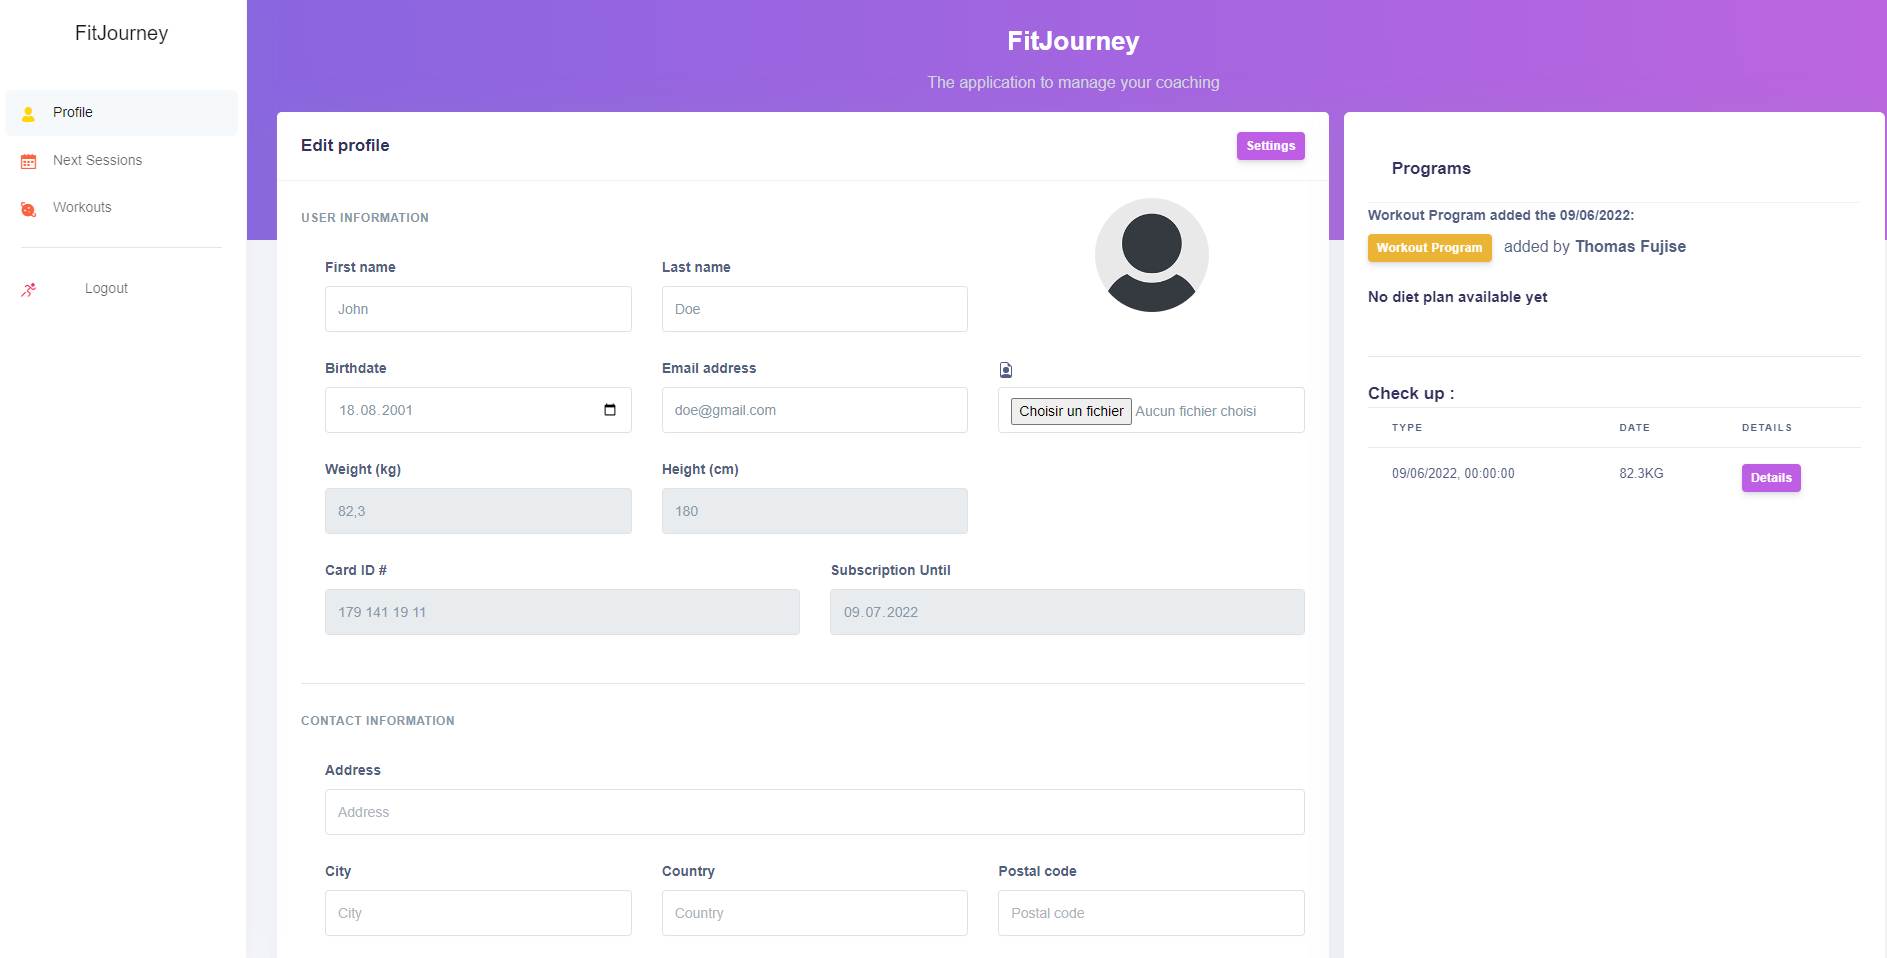 FitJourney
Profile
Next Sessions
Workouts
Logout
FitJourney
The application to manage your coaching
Edit profile
Settings
USER INFORMATION
First name
Last name
John
Doe
Birthdate
Email address
18.08.2001
doe@gmail.com
Choisir un fichier Aucun fichier choisi
Weight (kg)
Height (cm)
82,3
180
Card ID #
Subscription Until
179 141 19 11
09.07.2022
CONTACT INFORMATION
Address
Address
City
Country
Postal code
City
Country
Postal code
Programs
Workout Program added the 09/06/2022:
Workout Program added by Thomas Fujise
No diet plan available yet
Check up :
TYPE DATE DETAILS
09/06/2022, 00:00:00 82.3KG Details